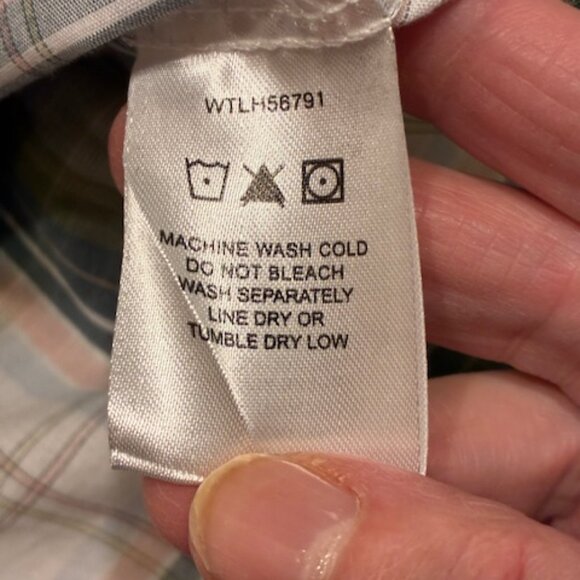 WTLH56791
MACHINE WASH COLD
DO NOT BLEACH
WASH SEPARATELY
LINE DRY OR
TUMBLE DRY LOW